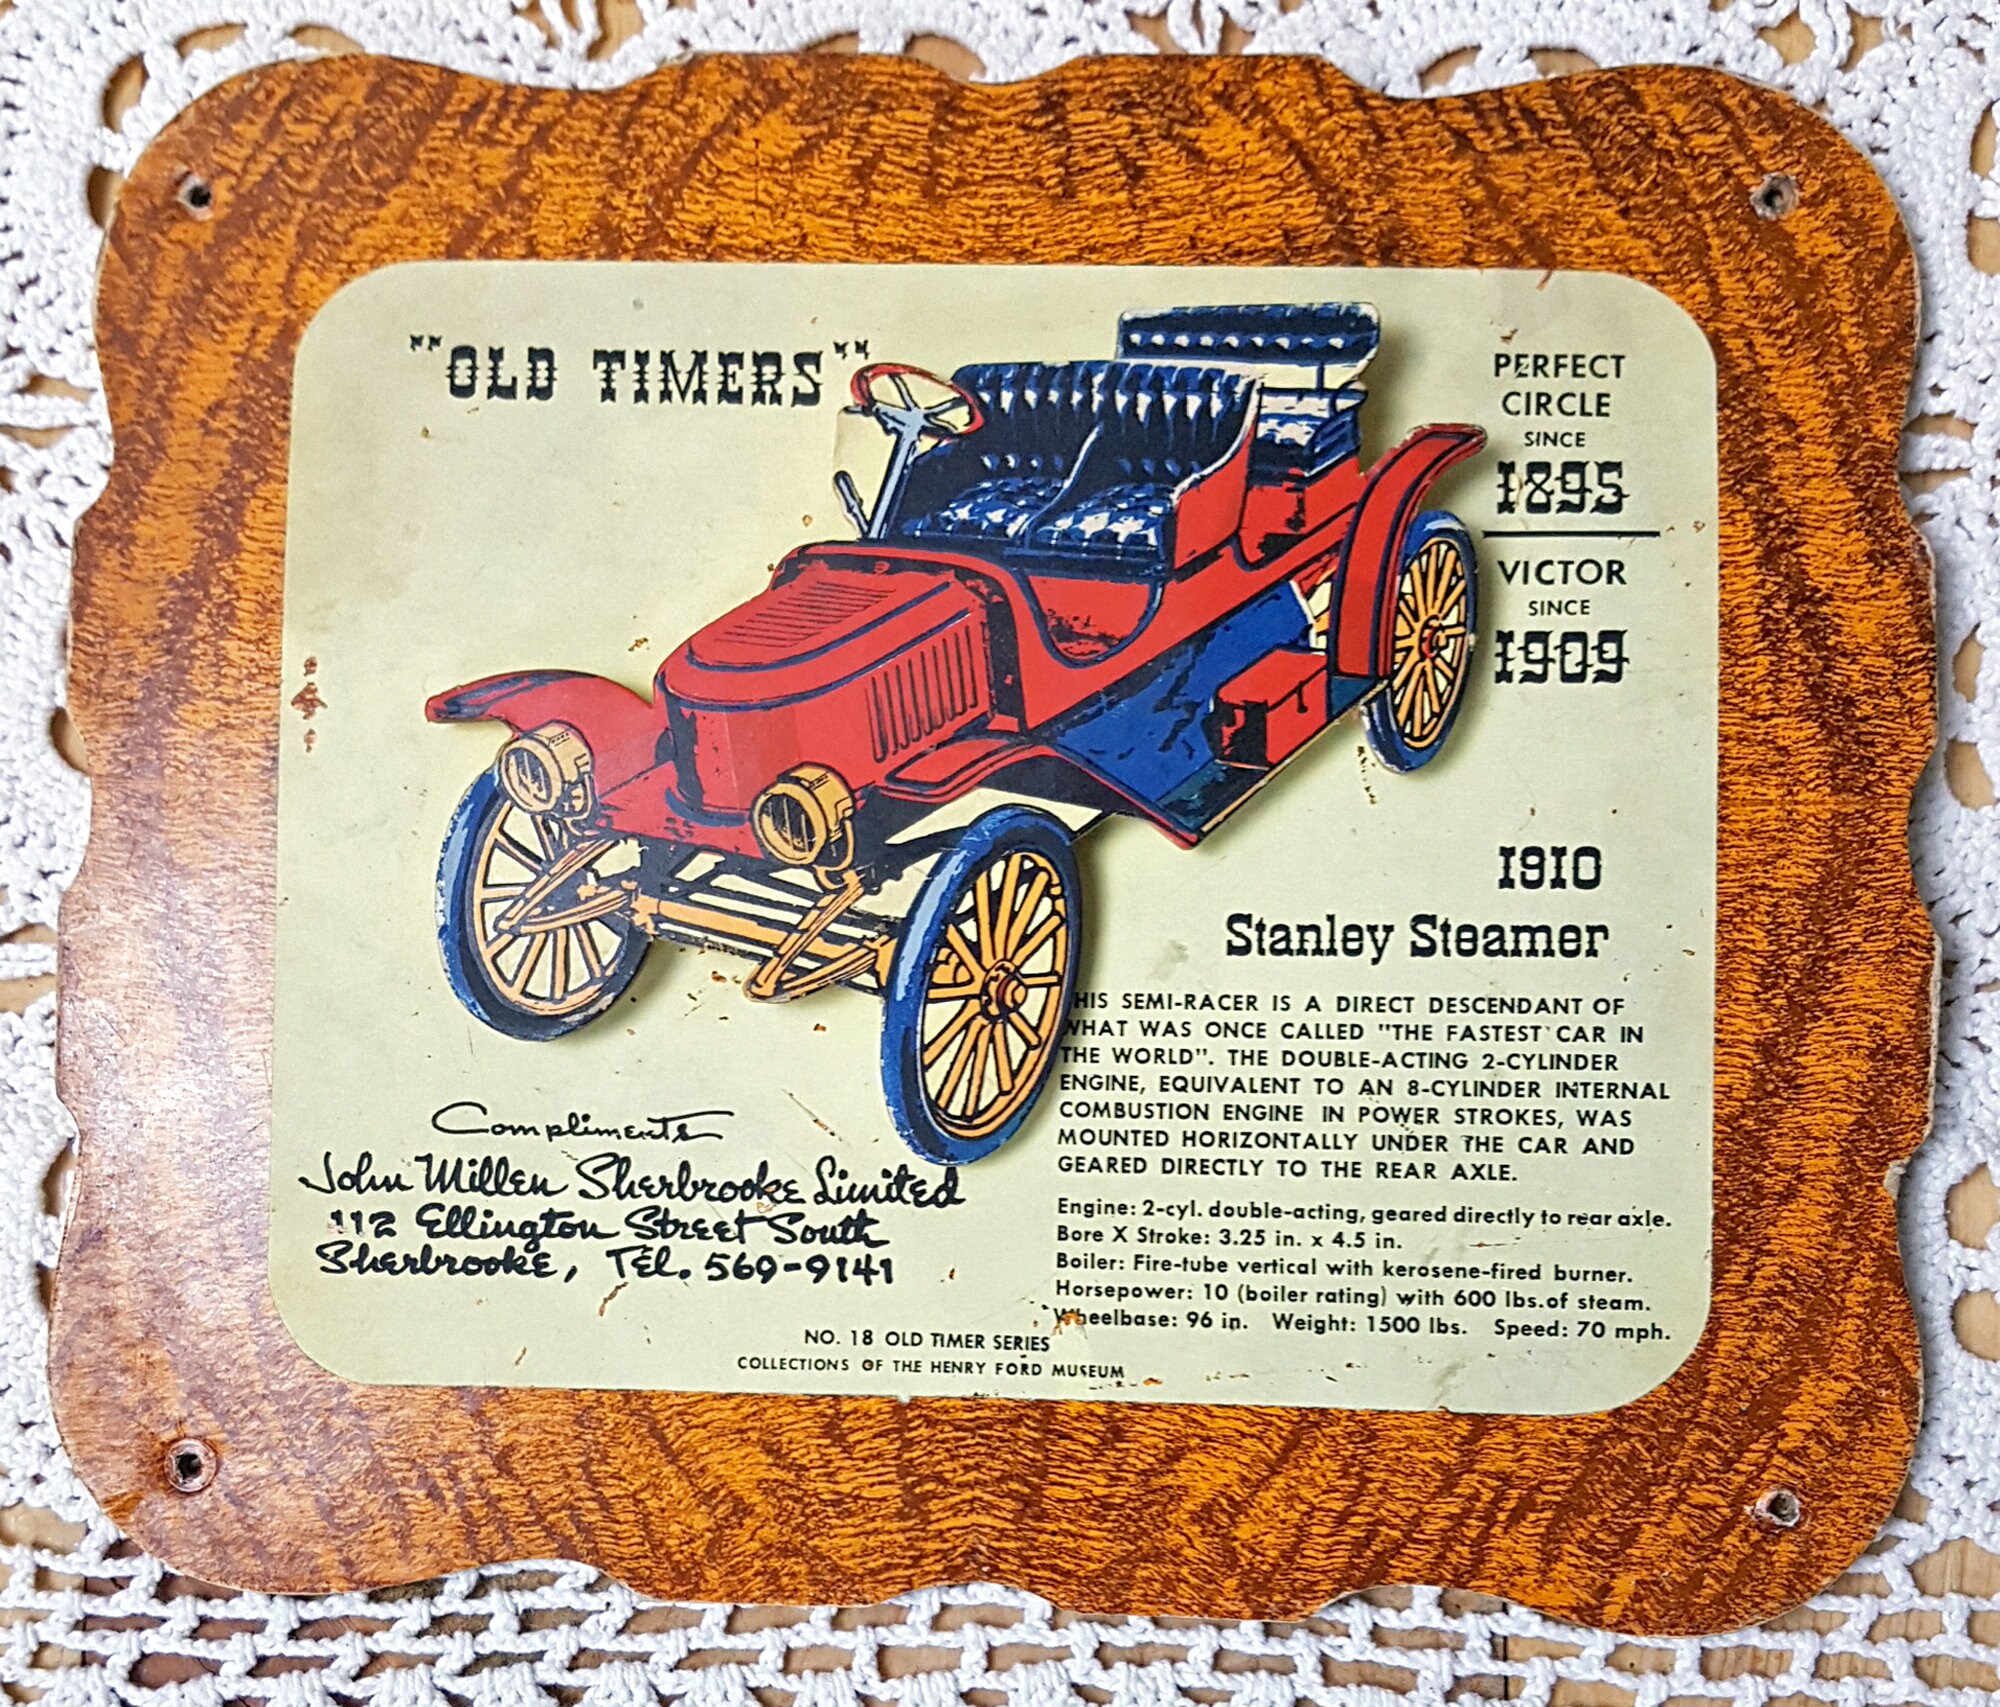 "OLD TIMERS"
PERFECT
CIRCLE
SINCE
1895
VICTOR
SINCE
1909
1910
Stanley Steamer
HIS SEMI-RACER IS A DIRECT DESCENDANT OF
WHAT WAS ONCE CALLED "THE FASTEST CAR IN
THE WORLD". THE DOUBLE-ACTING 2-CYLINDER
ENGINE, EQUIVALENT TO AN 8-CYLINDER INTERNAL
COMBUSTION ENGINE IN POWER STROKES, WAS
MOUNTED HORIZONTALLY UNDER THE CAR AND
GEARED DIRECTLY TO THE REAR AXLE.
Engine: 2-cyl. double-acting, geared directly to rear axle.
Bore X Stroke: 3.25 in. x 4.5 in.
Boiler: Fire-tube vertical with kerosene-fired burner.
Horsepower: 10 (boiler rating) with 600 lbs.of steam.
Wheelbase: 96 in. Weight: 1500 lbs. Speed: 70 mph.
Compliments
John Millen Sherbrooke Limited
112 Ellington Street South
Sherbrooke, Tél. 569-9141
NO. 18 OLD TIMER SERIES
COLLECTIONS OF THE HENRY FORD MUSEUM